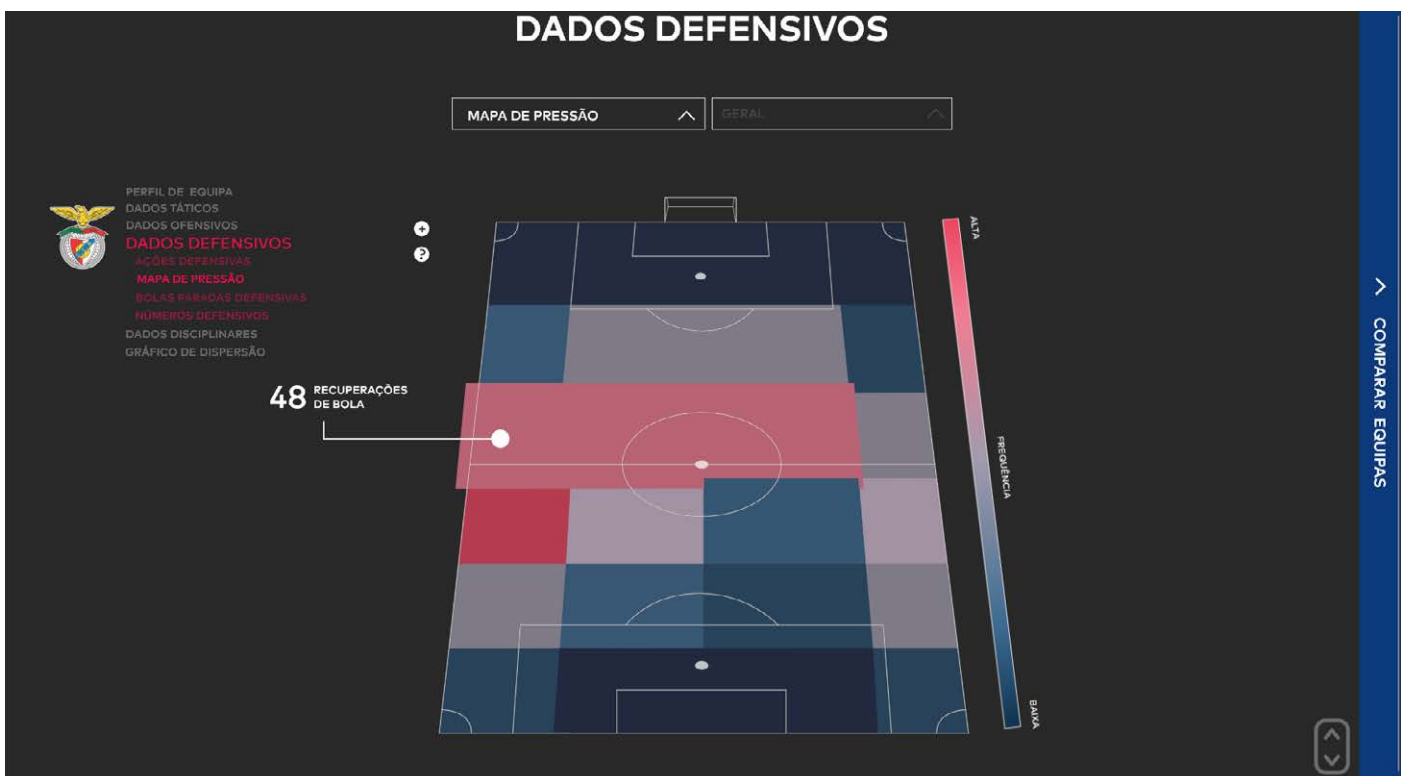 DADOS DEFENSIVOS
MAPA DE PRESSÃO
GERAL
PERFIL DE EQUIPA
DADOS TÁTICOS
DADOS OFENSIVOS
DADOS DEFENSIVOS
AÇÕES DEFENSIVAS
MAPA DE PRESSÃO
BOLAS PARADAS DEFENSIVAS
NÚMEROS DEFENSIVOS
DADOS DISCIPLINARES
GRÁFICO DE DISPERSÃO
+
?
48 RECUPERAÇÕES
DE BOLA
ALTA
FREQUÊNCIA
BAIXA
COMPARAR EQUIPAS